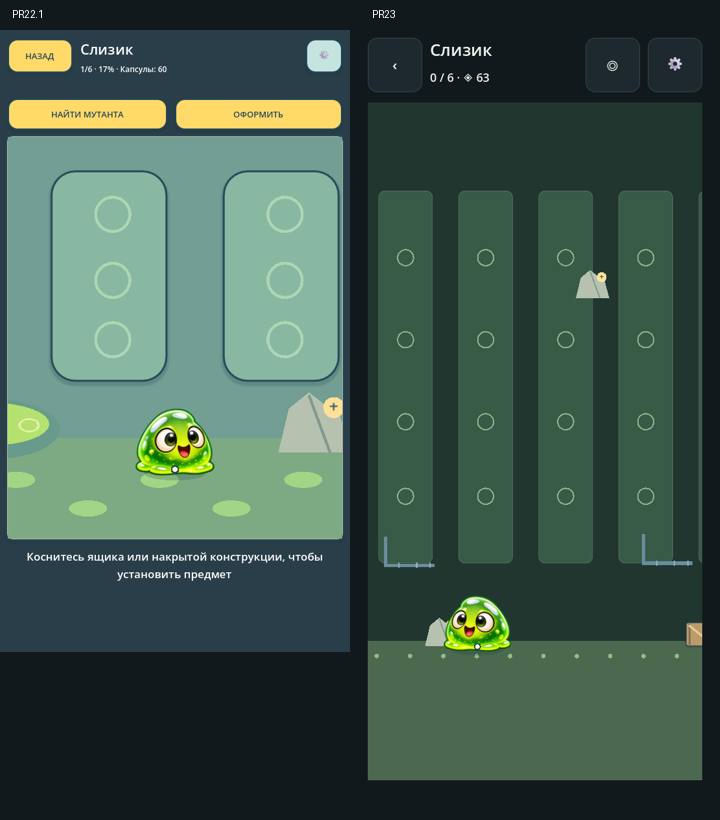 PR22.1
НАЗАД
Слизик
1/6 · 17% · Капсулы: 60
НАЙТИ МУТАНТА
ОФОРМИТЬ
+
Коснитесь ящика или накрытой конструкции, чтобы
установить предмет
PR23
‹
Слизик
0 / 6 · ◈ 63
◎
+